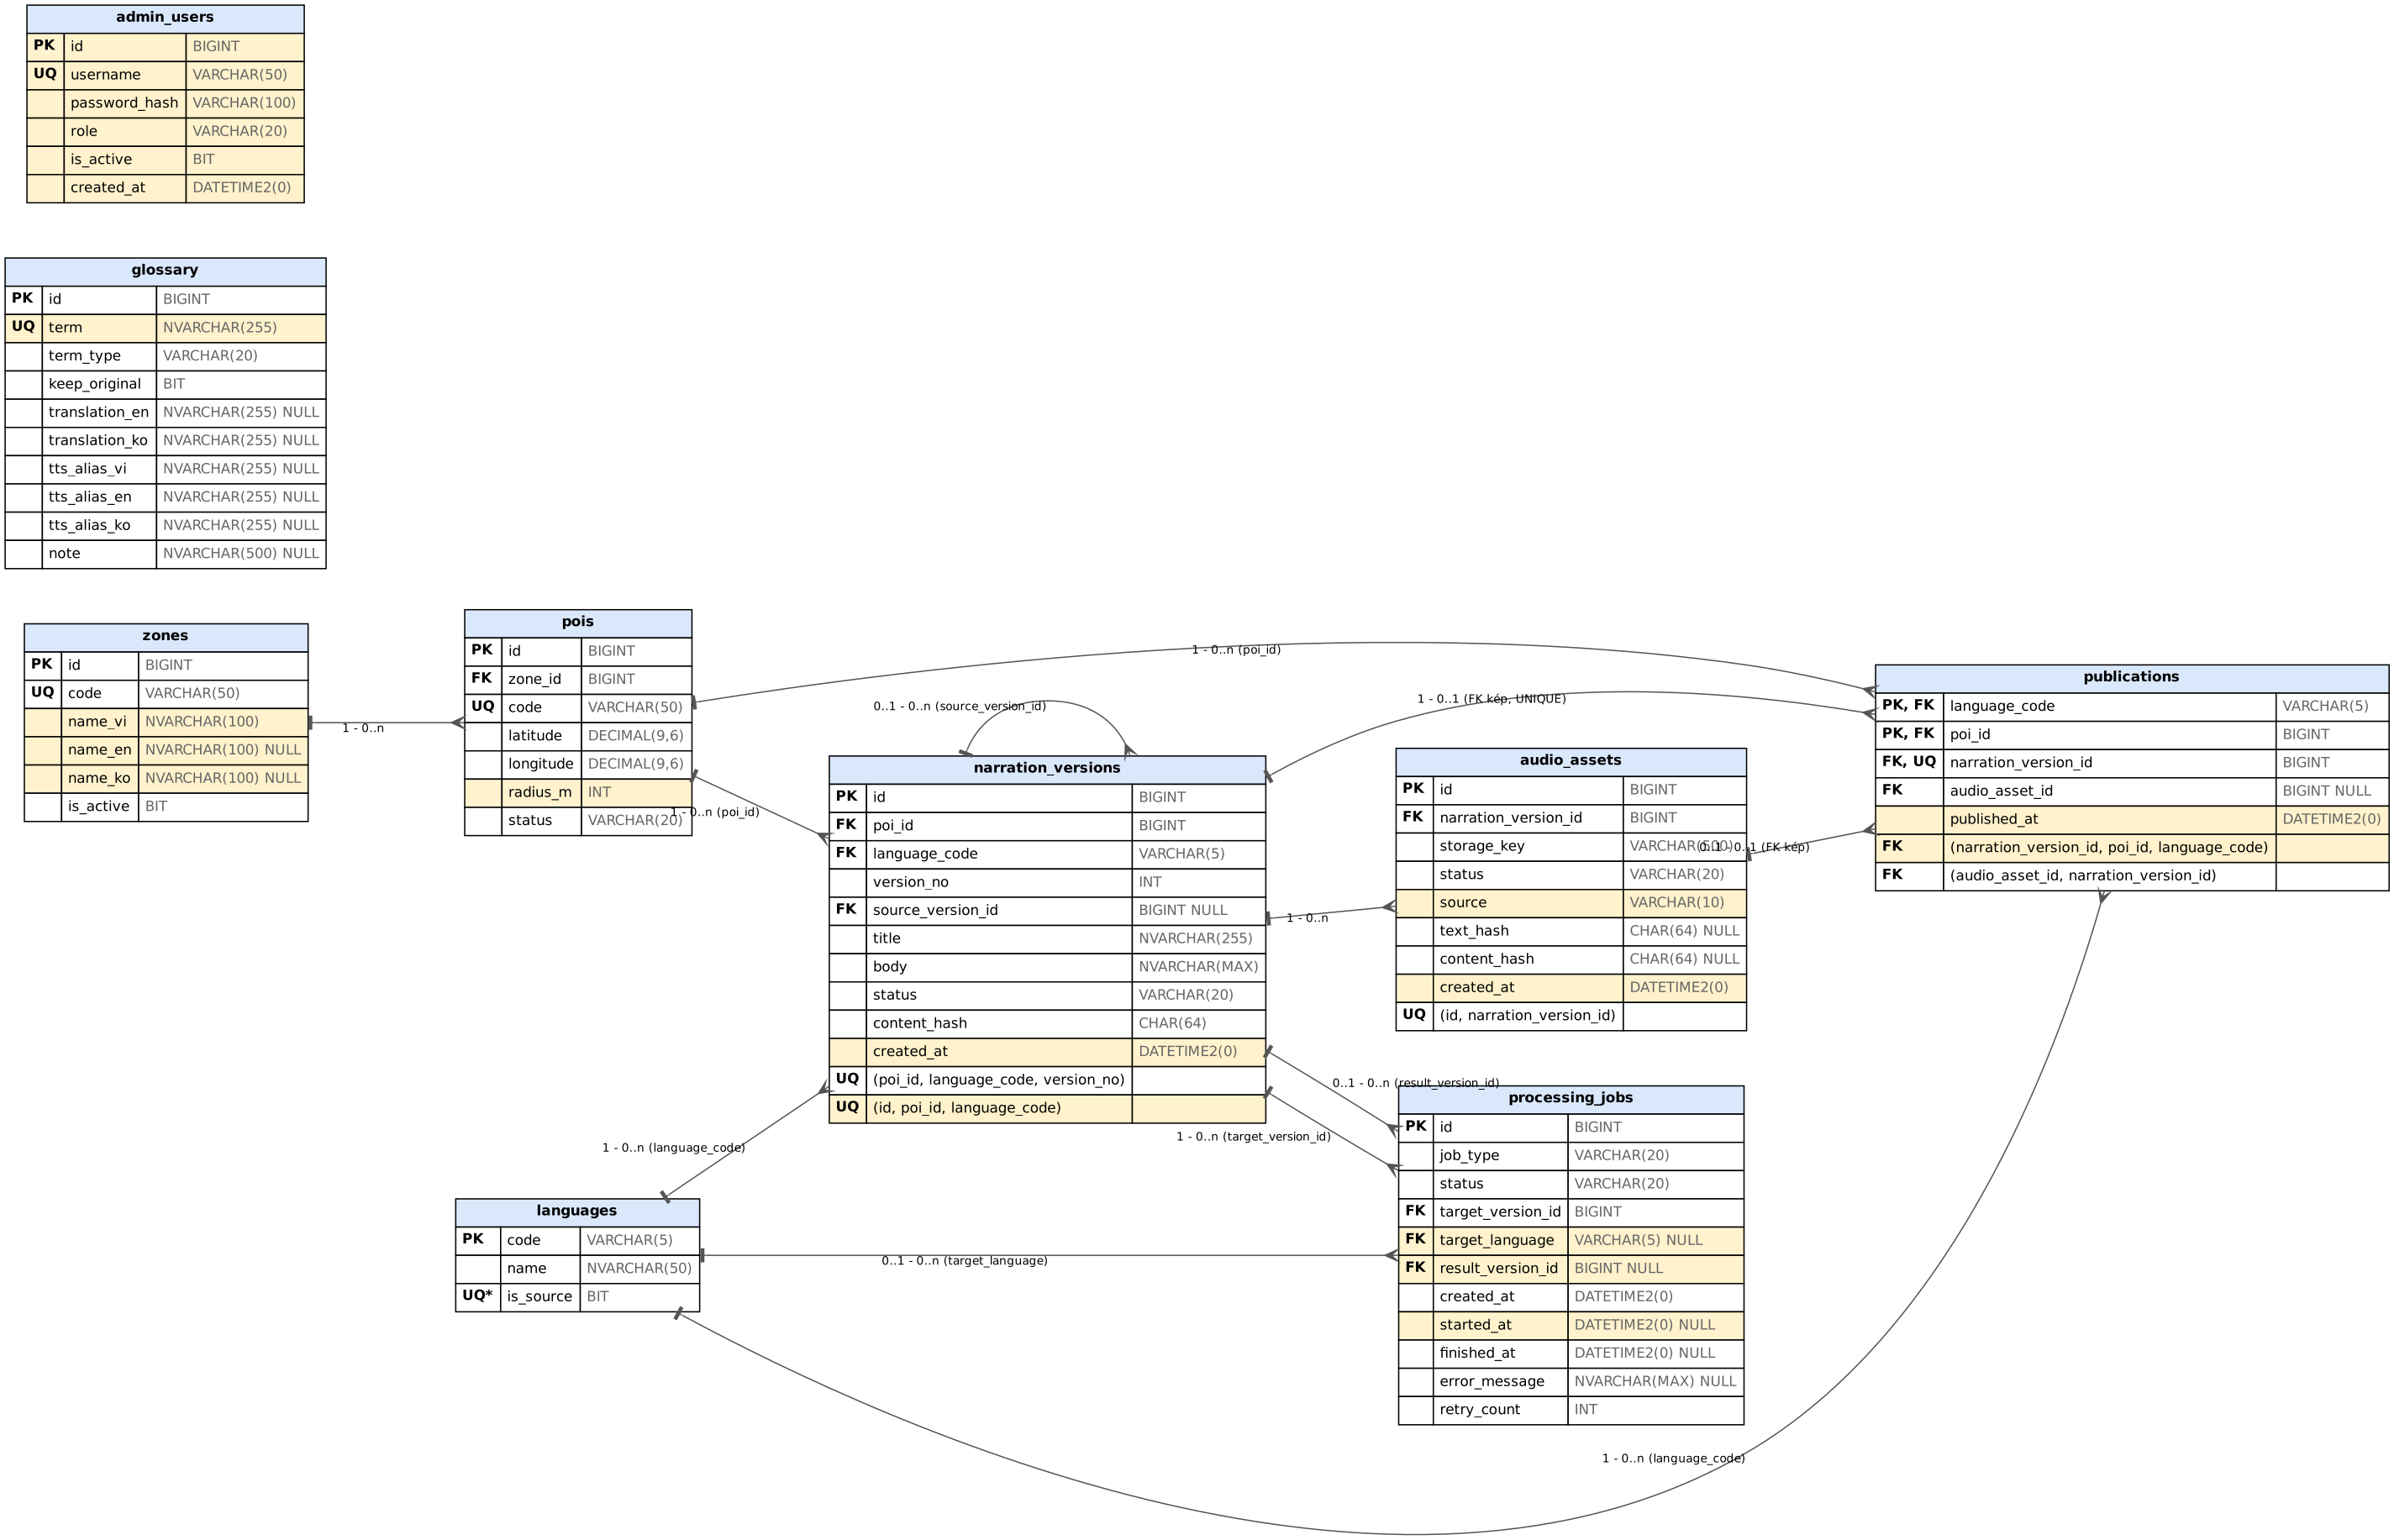 admin_users
PK id BIGINT
UQ username VARCHAR(50)
password_hash VARCHAR(100)
role VARCHAR(20)
is_active BIT
created_at DATETIME2(0)
glossary
PK id BIGINT
UQ term NVARCHAR(255)
term_type VARCHAR(20)
keep_original BIT
translation_en NVARCHAR(255) NULL
translation_ko NVARCHAR(255) NULL
tts_alias_vi NVARCHAR(255) NULL
tts_alias_en NVARCHAR(255) NULL
tts_alias_ko NVARCHAR(255) NULL
note NVARCHAR(500) NULL
zones
PK id BIGINT
UQ code VARCHAR(50)
name_vi NVARCHAR(100)
name_en NVARCHAR(100) NULL
name_ko NVARCHAR(100) NULL
is_active BIT
1 - 0..n
pois
PK id BIGINT
FK zone_id BIGINT
UQ code VARCHAR(50)
latitude DECIMAL(9,6)
longitude DECIMAL(9,6)
radius_m INT
status VARCHAR(20)
1 - 0..n (poi_id)
1 - 0..n (poi_id)
0..1 - 0..n (source_version_id)
1 - 0..1 (FK kép, UNIQUE)
narration_versions
PK id BIGINT
FK poi_id BIGINT
FK language_code VARCHAR(5)
version_no INT
FK source_version_id BIGINT NULL
title NVARCHAR(255)
body NVARCHAR(MAX)
status VARCHAR(20)
content_hash CHAR(64)
created_at DATETIME2(0)
UQ (poi_id, language_code, version_no)
UQ (id, poi_id, language_code)
1 - 0..n
audio_assets
PK id BIGINT
FK narration_version_id BIGINT
storage_key VARCHAR(500)
status VARCHAR(20)
source VARCHAR(10)
text_hash CHAR(64) NULL
content_hash CHAR(64) NULL
created_at DATETIME2(0)
UQ (id, narration_version_id)
0..1 - 0..1 (FK kép)
publications
PK, FK language_code VARCHAR(5)
PK, FK poi_id BIGINT
FK, UQ narration_version_id BIGINT
FK audio_asset_id BIGINT NULL
published_at DATETIME2(0)
FK (narration_version_id, poi_id, language_code)
FK (audio_asset_id, narration_version_id)
0..1 - 0..n (result_version_id)
1 - 0..n (target_version_id)
processing_jobs
PK id BIGINT
job_type VARCHAR(20)
status VARCHAR(20)
FK target_version_id BIGINT
FK target_language VARCHAR(5) NULL
FK result_version_id BIGINT NULL
created_at DATETIME2(0)
started_at DATETIME2(0) NULL
finished_at DATETIME2(0) NULL
error_message NVARCHAR(MAX) NULL
retry_count INT
1 - 0..n (language_code)
languages
PK code VARCHAR(5)
name NVARCHAR(50)
UQ* is_source BIT
0..1 - 0..n (target_language)
1 - 0..n (language_code)